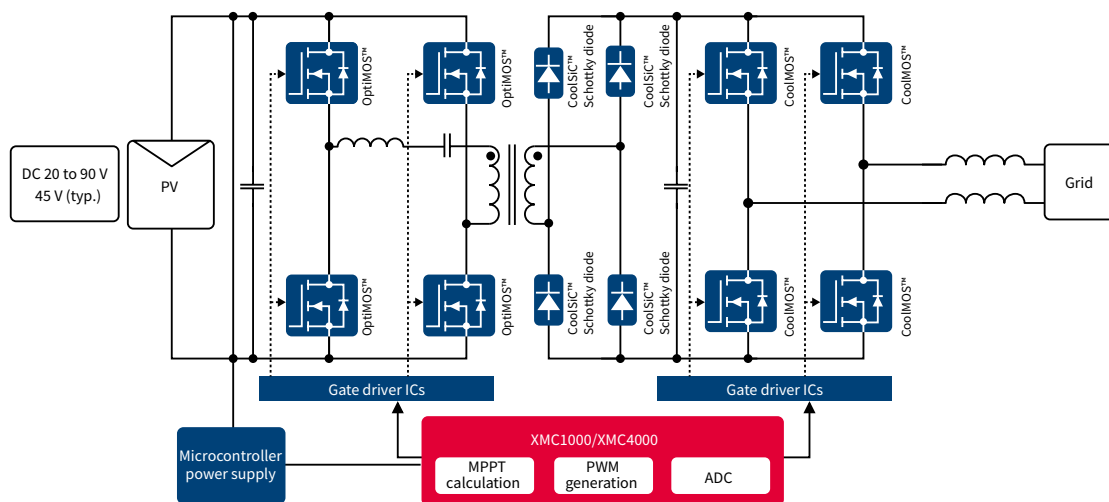 DC 20 to 90 V
45 V (typ.)
PV
OptiMOS™
OptiMOS™
CoolSiC™
Schottky diode
CoolSiC™
Schottky diode
CoolMOS™
CoolMOS™
Grid
OptiMOS™
OptiMOS™
CoolSiC™
Schottky diode
CoolSiC™
Schottky diode
CoolMOS™
CoolMOS™
Gate driver ICs
Gate driver ICs
Microcontroller
power supply
XMC1000/XMC4000
MPPT
calculation
PWM
generation
ADC